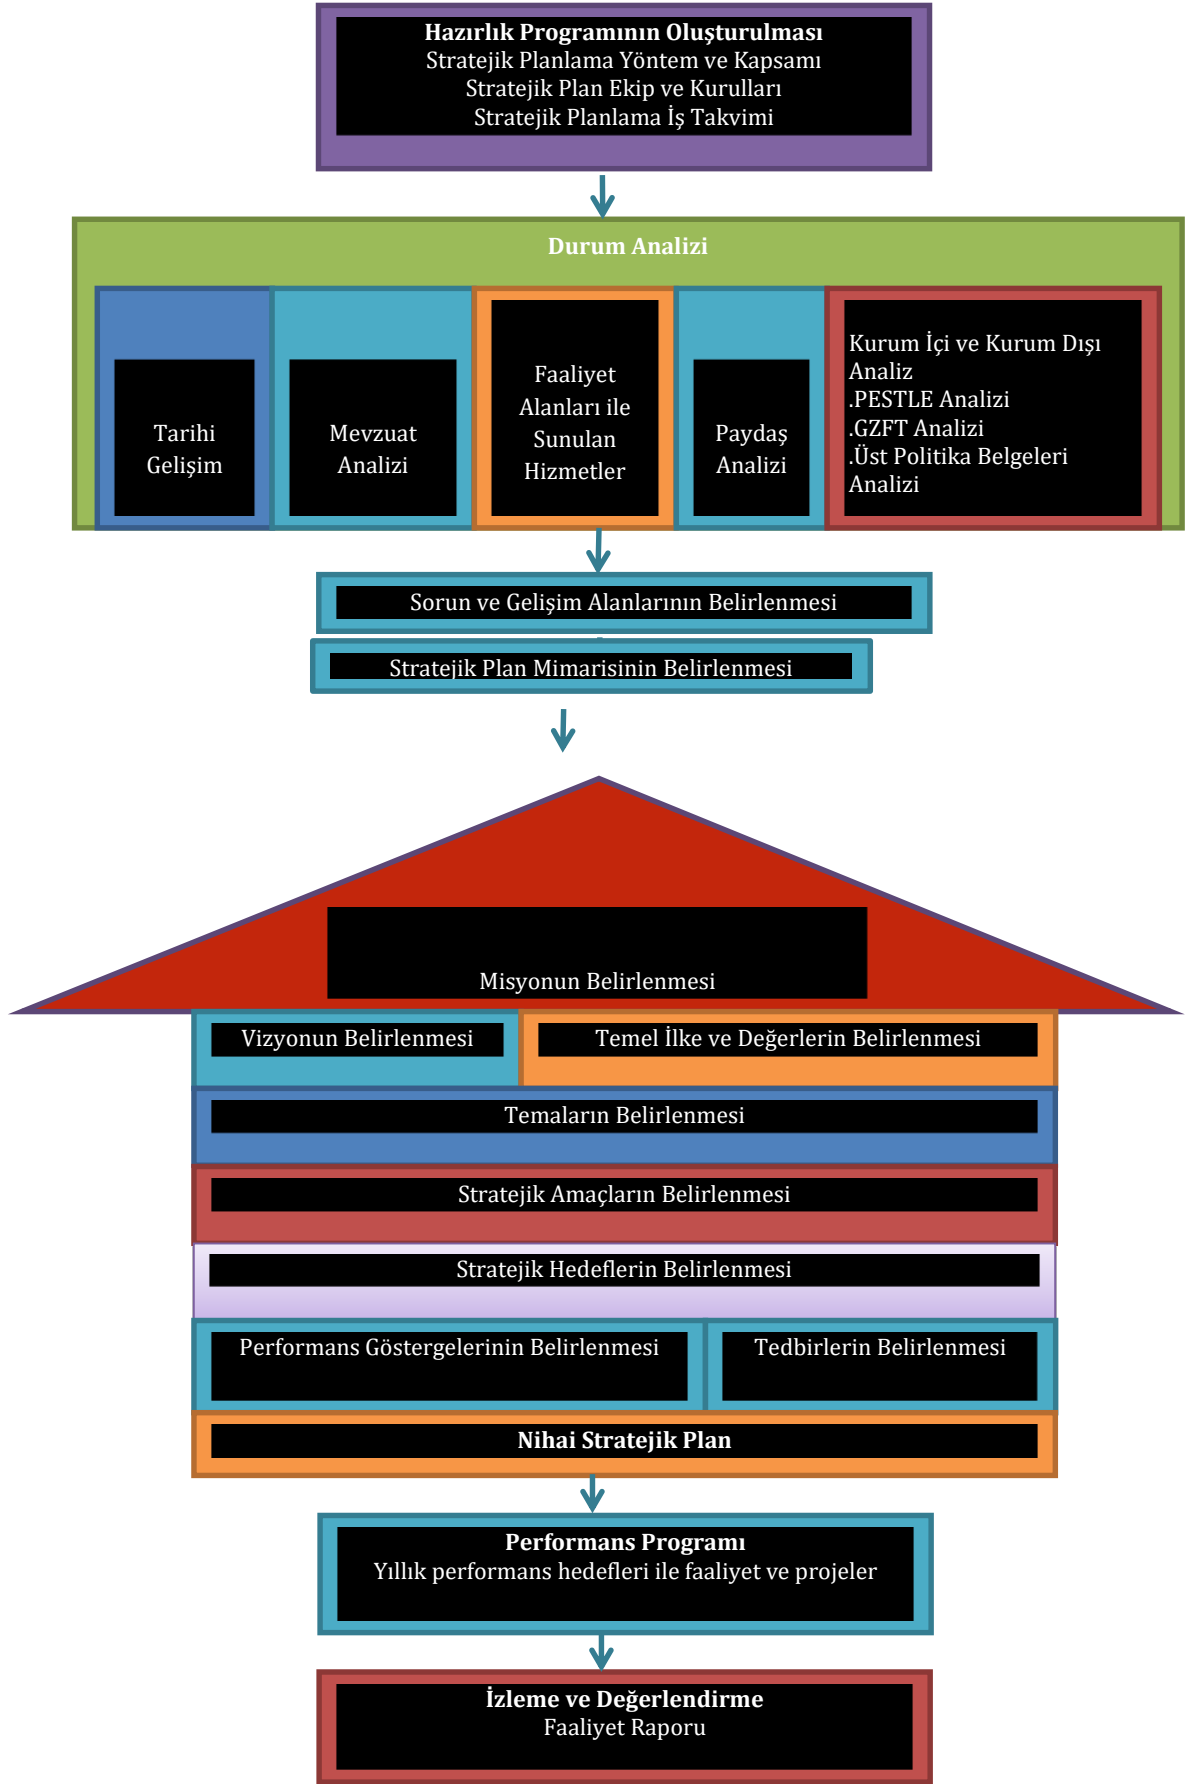 Hazırlık Programının Oluşturulması
Stratejik Planlama Yöntem ve Kapsamı
Stratejik Plan Ekip ve Kurulları
Stratejik Planlama İş Takvimi
Durum Analizi
Tarihi
Gelişim
Mevzuat
Analizi
Faaliyet
Alanları ile
Sunulan
Hizmetler
Paydaş
Analizi
Kurum İçi ve Kurum Dışı
Analiz
.PESTLE Analizi
.GZFT Analizi
.Üst Politika Belgeleri
Analizi
Sorun ve Gelişim Alanlarının Belirlenmesi
Stratejik Plan Mimarisinin Belirlenmesi
Misyonun Belirlenmesi
Vizyonun Belirlenmesi
Temel İlke ve Değerlerin Belirlenmesi
Temaların Belirlenmesi
Stratejik Amaçların Belirlenmesi
Stratejik Hedeflerin Belirlenmesi
Performans Göstergelerinin Belirlenmesi
Tedbirlerin Belirlenmesi
Nihai Stratejik Plan
Performans Programı
Yıllık performans hedefleri ile faaliyet ve projeler
İzleme ve Değerlendirme
Faaliyet Raporu